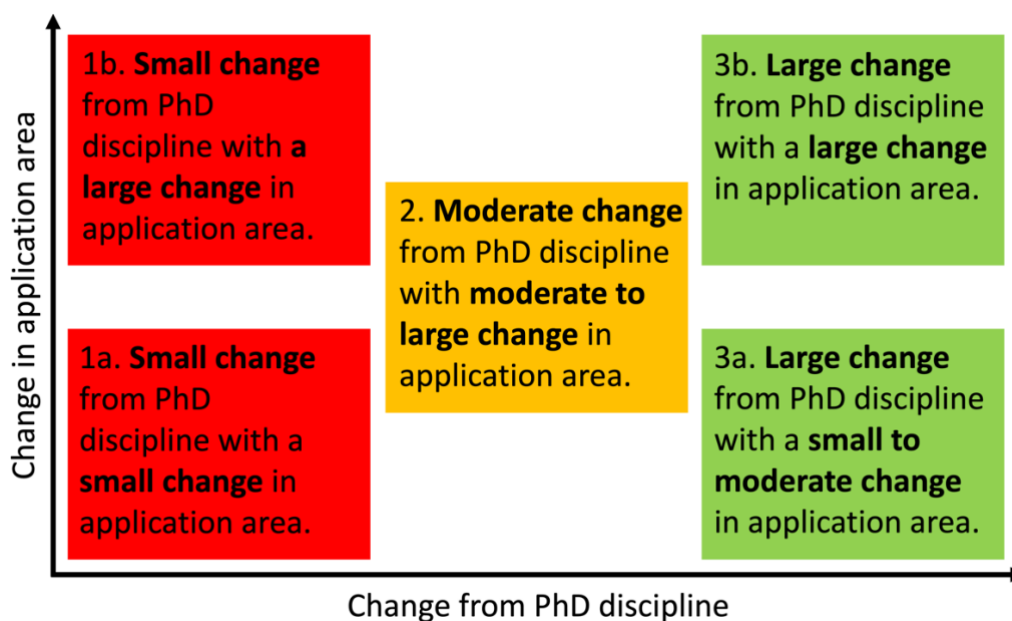 Change in application area
1b. Small change
from PhD
discipline with a
large change in
application area.
3b. Large change
from PhD discipline
with a large change
in application area.
2. Moderate change
from PhD discipline
with moderate to
large change in
application area.
1a. Small change
from PhD
discipline with a
small change in
application area.
3a. Large change
from PhD discipline
with a small to
moderate change
in application area.
Change from PhD discipline